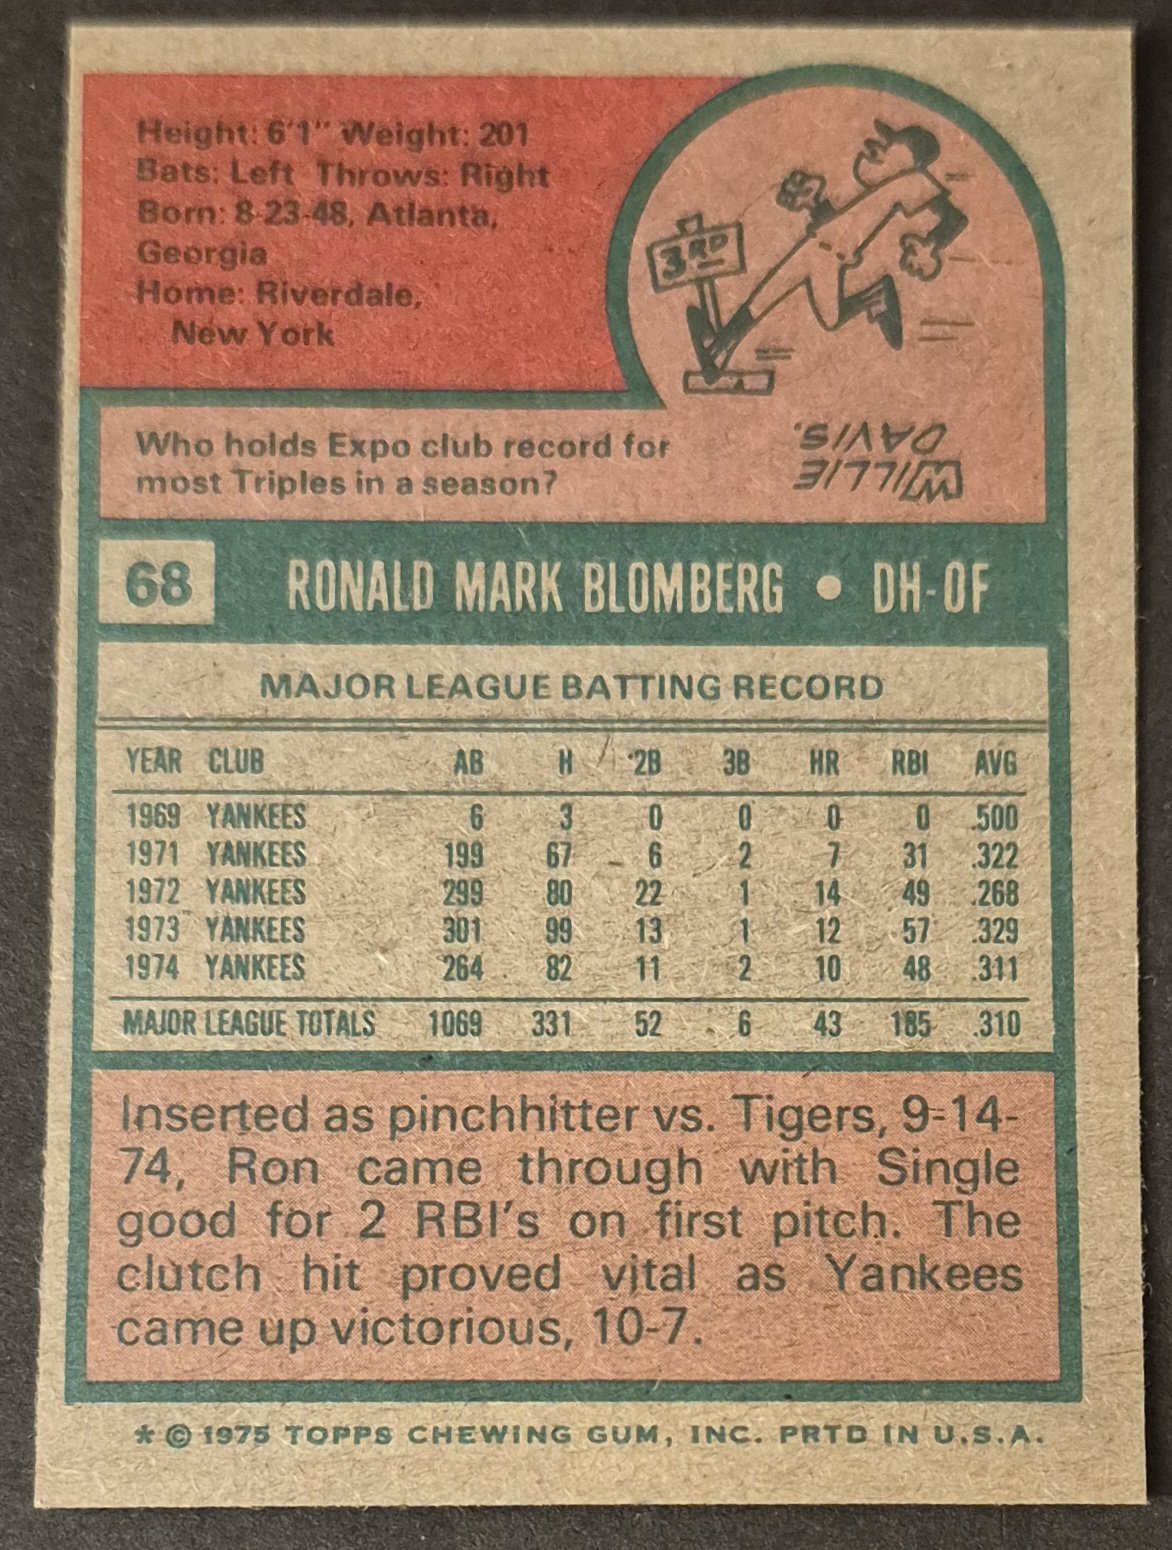 Height: 6'1" Weight: 201
Bats: Left Throws: Right
Born: 8-23-48, Atlanta,
Georgia
Home: Riverdale,
New York
3RD
Who holds Expo club record for
most Triples in a season?
WILLIE
DAVIS.
68 RONALD MARK BLOMBERG • DH-OF
MAJOR LEAGUE BATTING RECORD
YEAR CLUB AB H 2B 3B HR RBI AVG
1969 YANKEES 6 3 0 0 0 0 .500
1971 YANKEES 199 67 6 2 7 31 .322
1972 YANKEES 299 80 22 1 14 49 .268
1973 YANKEES 301 99 13 1 12 57 .329
1974 YANKEES 264 82 11 2 10 48 .311
MAJOR LEAGUE TOTALS 1069 331 52 6 43 185 .310
Inserted as pinchhitter vs. Tigers, 9-14-
74, Ron came through with Single
good for 2 RBI's on first pitch. The
clutch hit proved vital as Yankees
came up victorious, 10-7.
* © 1975 TOPPS CHEWING GUM, INC. PRTD IN U.S.A.